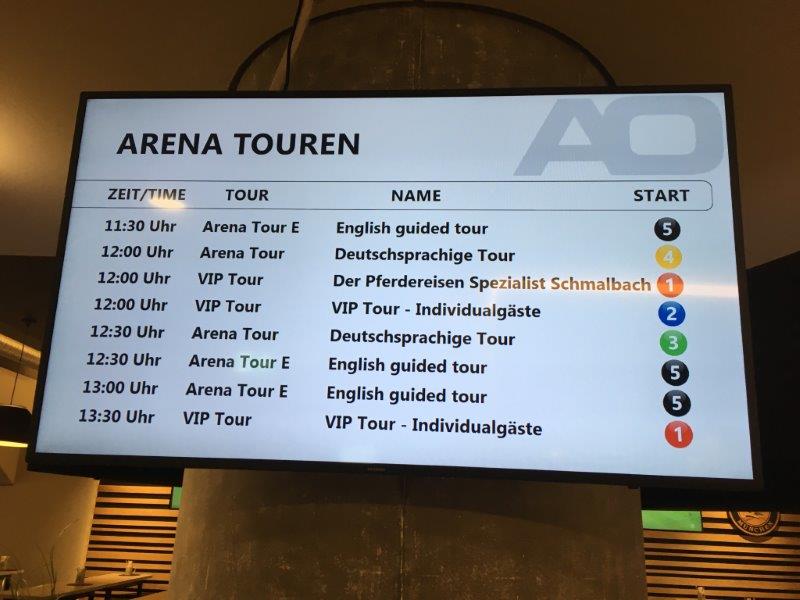 AO
ARENA TOUREN
ZEIT/TIME TOUR NAME START
11:30 Uhr Arena Tour E English guided tour 5
12:00 Uhr Arena Tour Deutschsprachige Tour 4
12:00 Uhr VIP Tour Der Pferdereisen Spezialist Schmalbach 1
12:00 Uhr VIP Tour VIP Tour - Individualgäste 2
12:30 Uhr Arena Tour Deutschsprachige Tour 3
12:30 Uhr Arena Tour E English guided tour 5
13:00 Uhr Arena Tour E English guided tour 5
13:30 Uhr VIP Tour VIP Tour - Individualgäste 1
MÜNCHEN